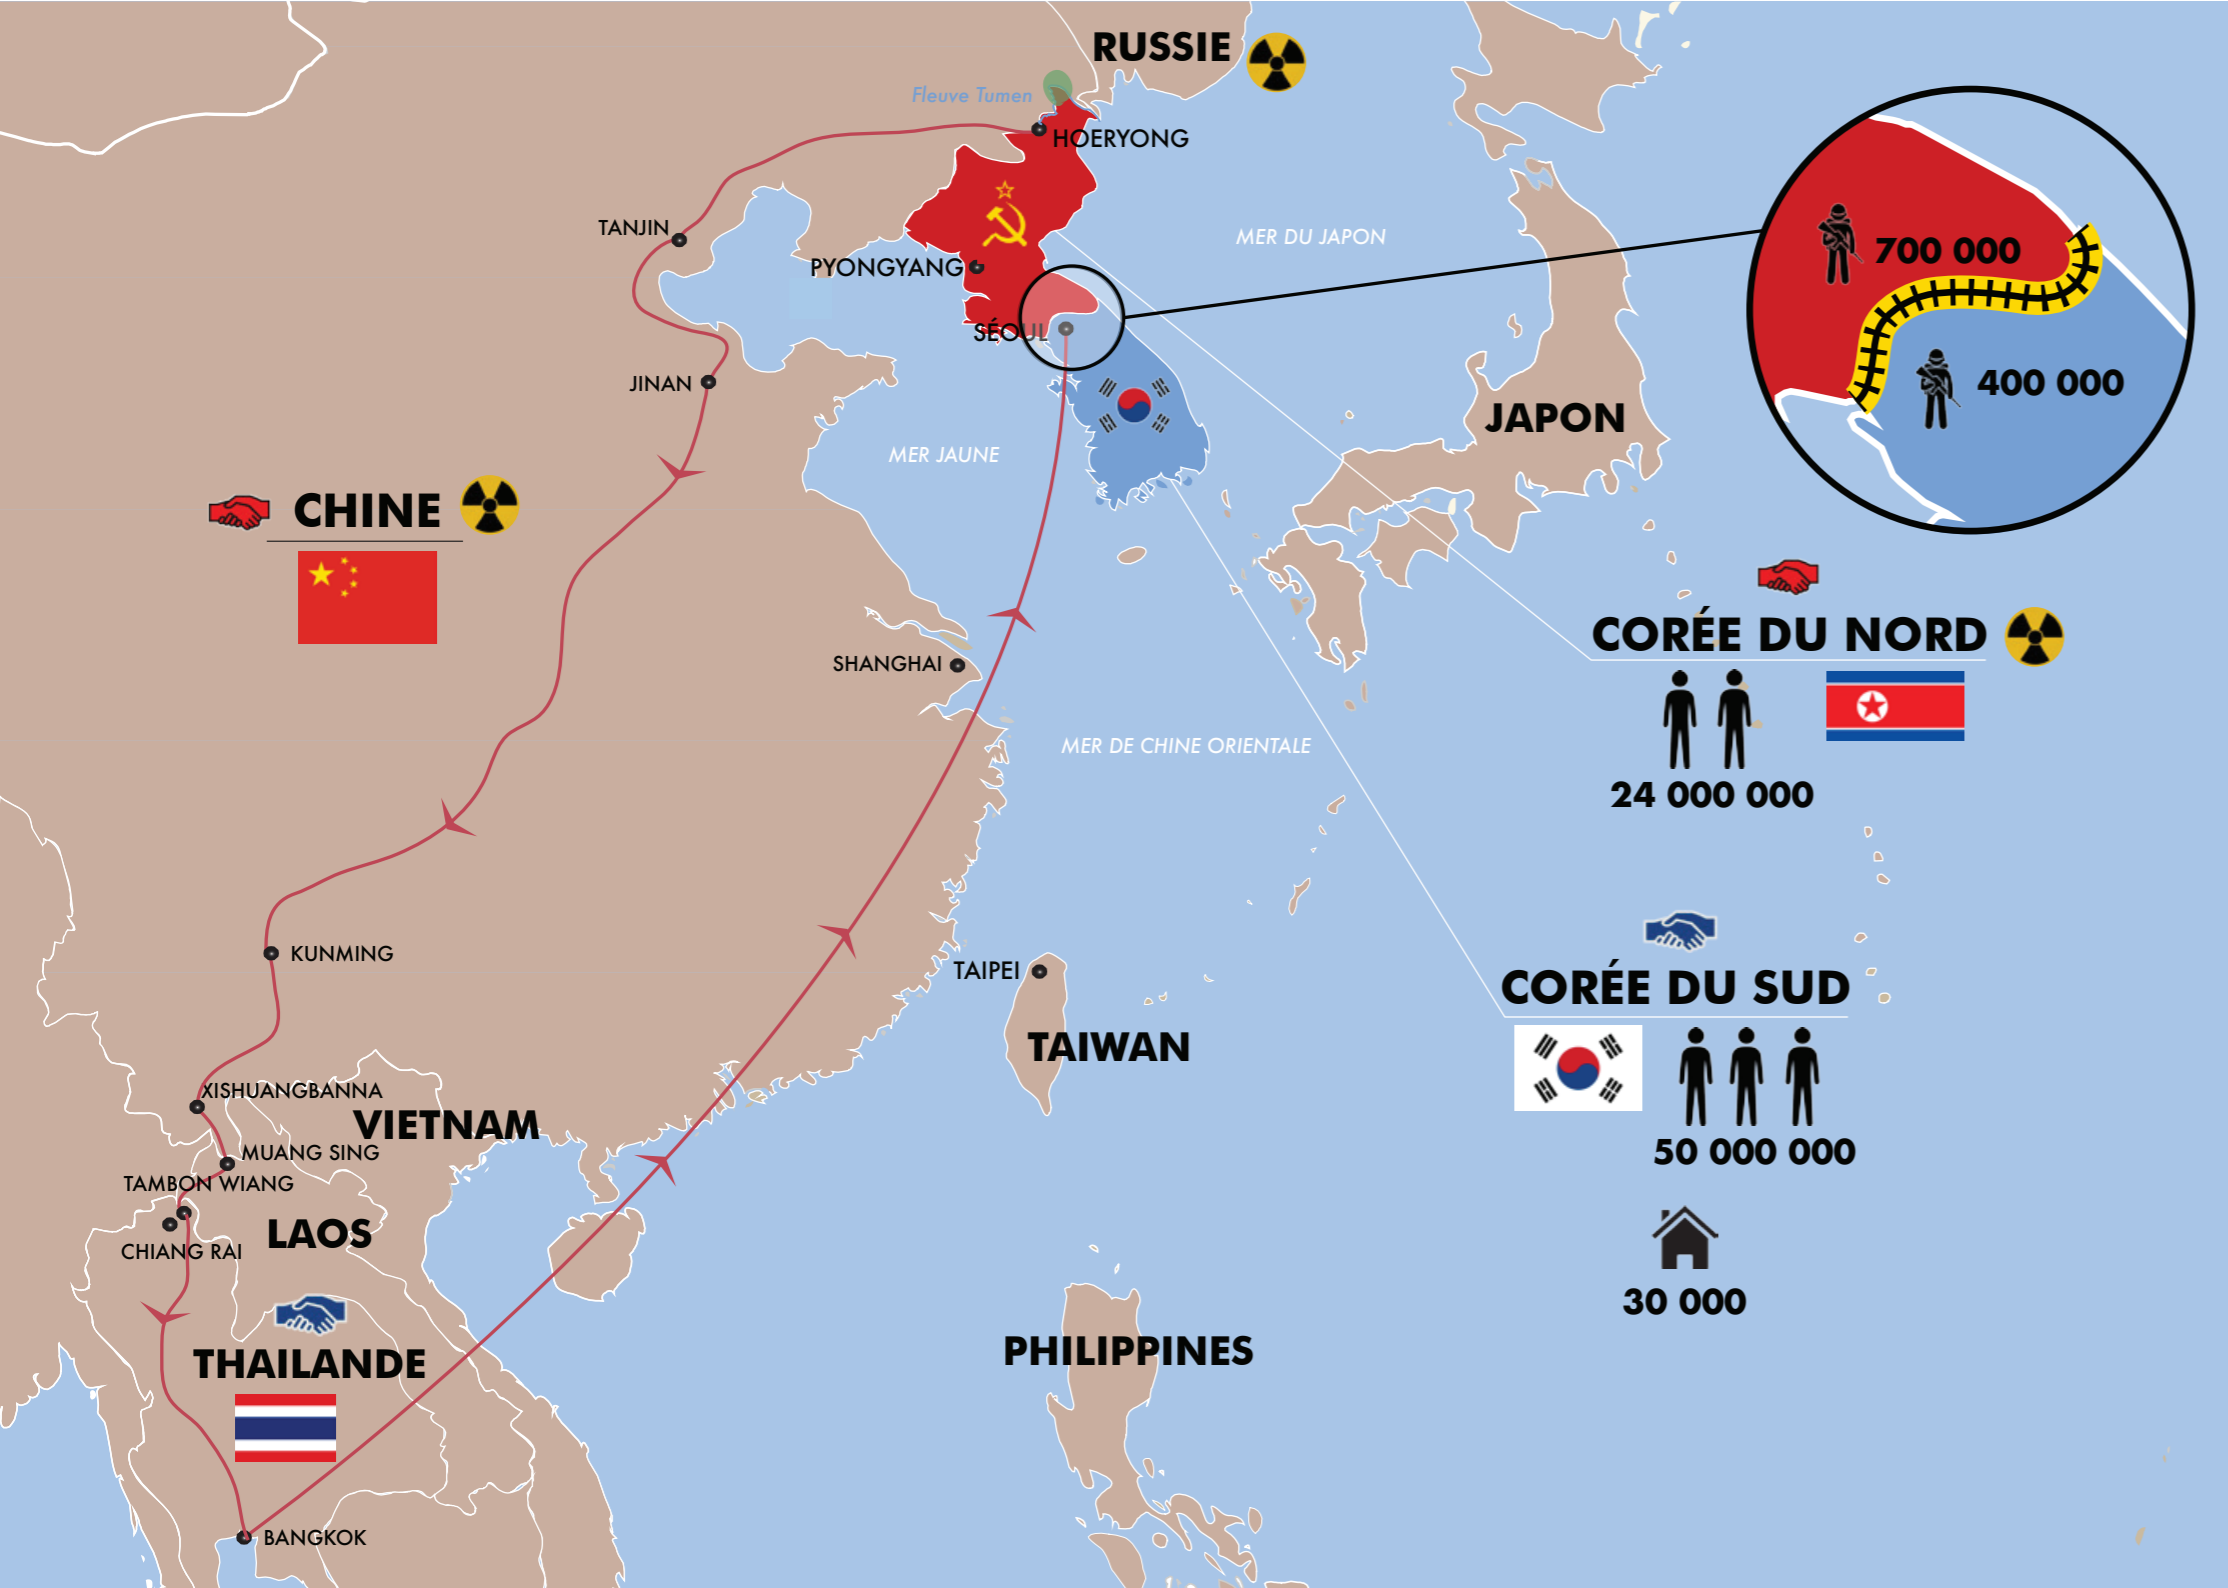 RUSSIE
Fleuve Tumen
HOERYONG
TANJIN
MER DU JAPON
700 000
PYONGYANG
SÉOUL
JINAN
400 000
JAPON
MER JAUNE
CHINE
CORÉE DU NORD
SHANGHAI
MER DE CHINE ORIENTALE
24 000 000
KUNMING
TAIPEI
CORÉE DU SUD
TAIWAN
XISHUANGBANNA
VIETNAM
MUANG SING
50 000 000
TAMBON WIANG
LAOS
CHIANG RAI
30 000
PHILIPPINES
THAILANDE
BANGKOK